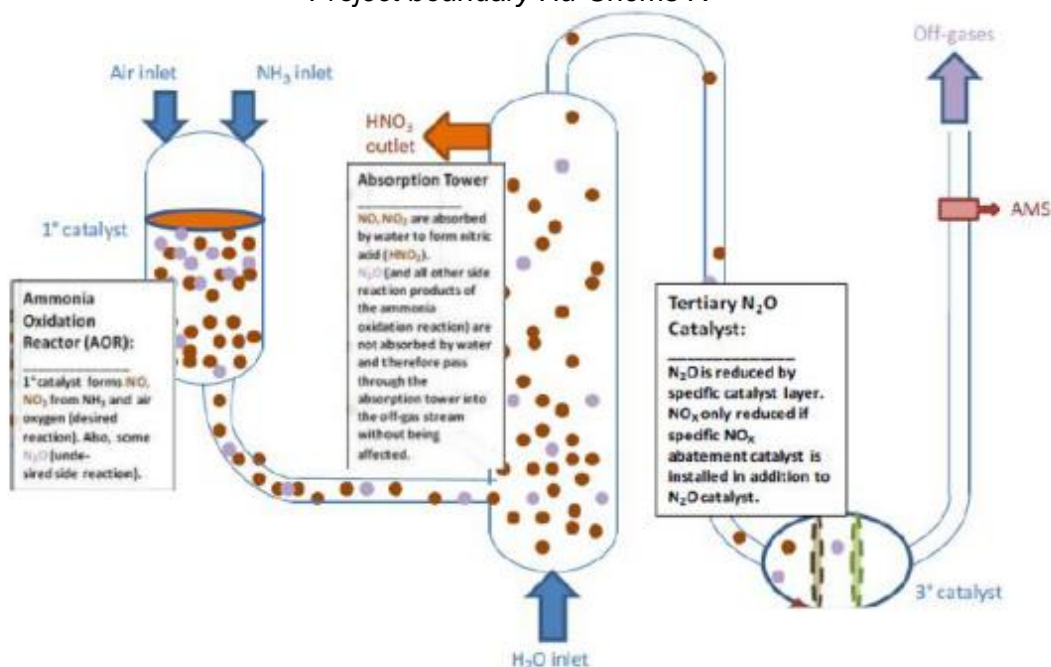 Project boundary
Air inlet
NH₃ inlet
Off-gases
HNO₃
outlet
AMS
1° catalyst
Absorption Tower
NO, NO₂ are absorbed
by water to form nitric
acid (HNO₃).
N₂O (and all other side
reaction products of
the ammonia
oxidation reaction) are
not absorbed by water
and therefore pass
through the
absorption tower into
the off-gas stream
without being
affected.
Ammonia
Oxidation
Reactor (AOR):
1° catalyst forms NO,
NO₂ from NH₃ and air
oxygen (desired
reaction). Also, some
N₂O (unde-
sired side reaction).
Tertiary N₂O
Catalyst:
N₂O is reduced by
specific catalyst layer.
NOₓ only reduced if
specific NOₓ
abatement catalyst is
installed in addition to
N₂O catalyst.
3° catalyst
H₂O inlet